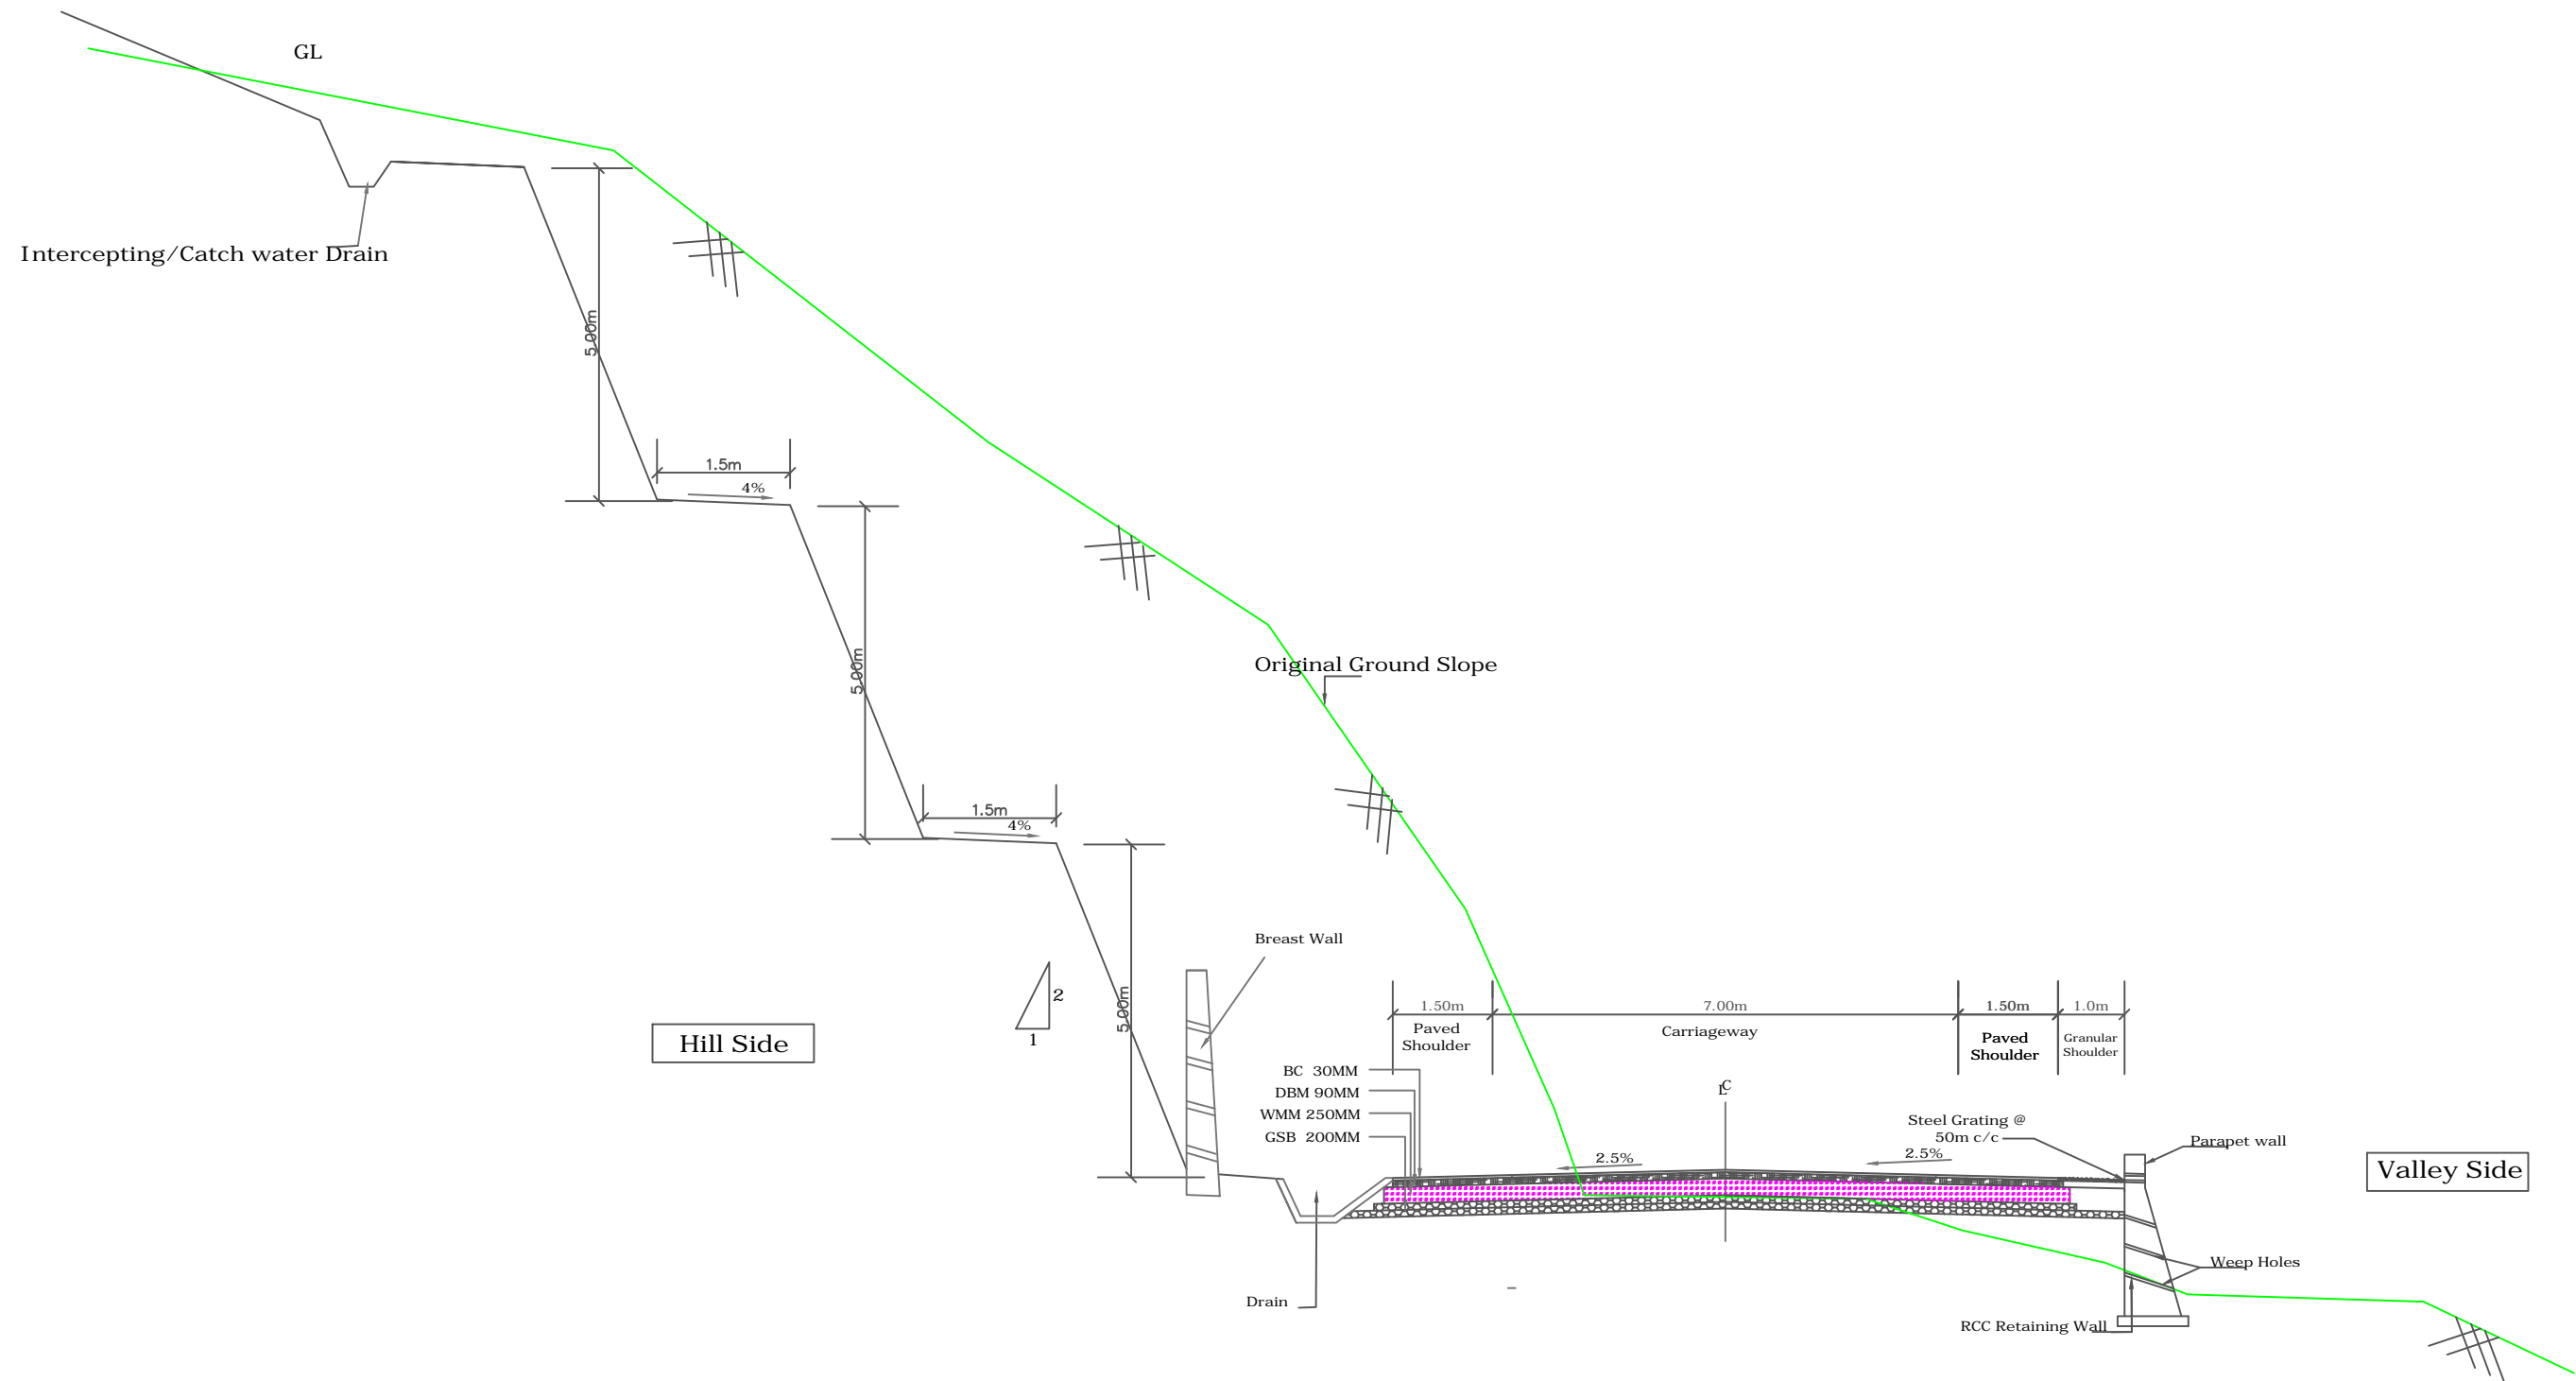 GL
Intercepting/Catch water Drain
5.00m
1.5m
4%
5.00m
Original Ground Slope
1.5m
4%
Breast Wall
2
1
5.00m
Hill Side
1.50m
7.00m
1.50m
1.0m
Paved
Shoulder
Carriageway
Paved
Shoulder
Granular
Shoulder
BC 30MM
DBM 90MM
WMM 250MM
GSB 200MM
CL
Steel Grating @
50m c/c
2.5%
2.5%
Parapet wall
Valley Side
Weep Holes
Drain
RCC Retaining Wall